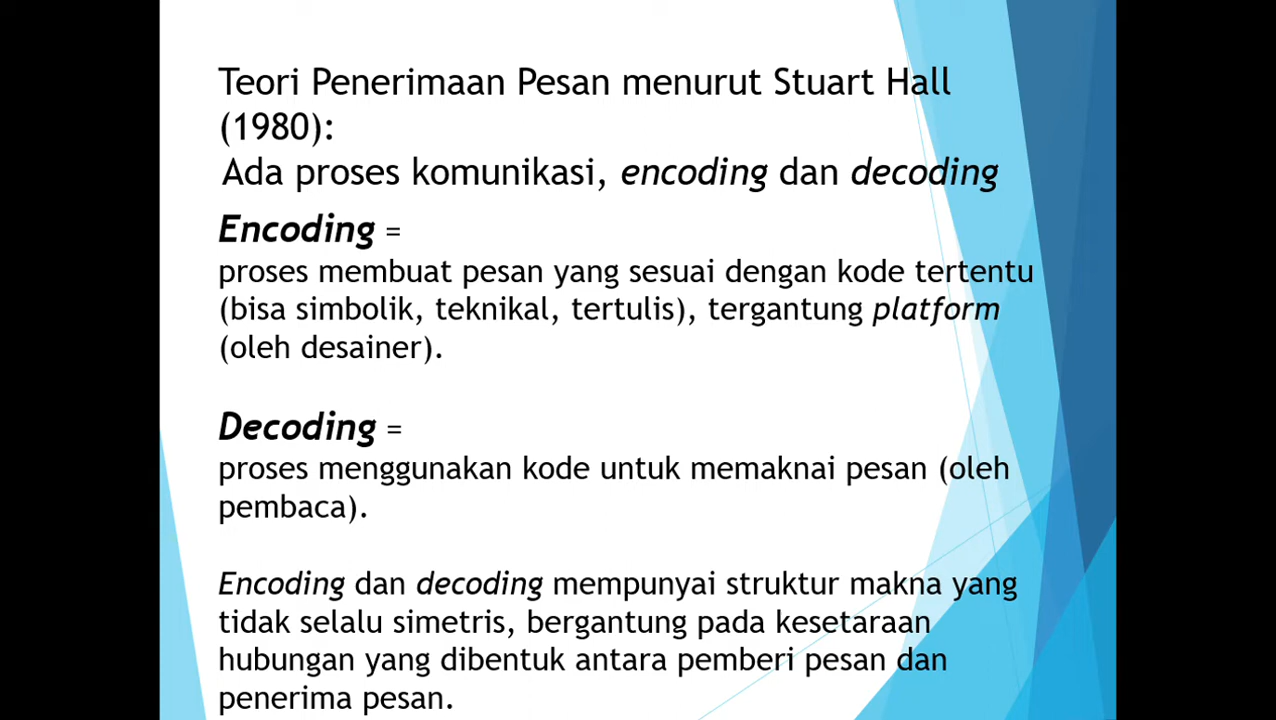 Teori Penerimaan Pesan menurut Stuart Hall
(1980):
Ada proses komunikasi, encoding dan decoding
Encoding =
proses membuat pesan yang sesuai dengan kode tertentu
(bisa simbolik, teknikal, tertulis), tergantung platform
(oleh desainer).
Decoding =
proses menggunakan kode untuk memaknai pesan (oleh
pembaca).
Encoding dan decoding mempunyai struktur makna yang
tidak selalu simetris, bergantung pada kesetaraan
hubungan yang dibentuk antara pemberi pesan dan
penerima pesan.